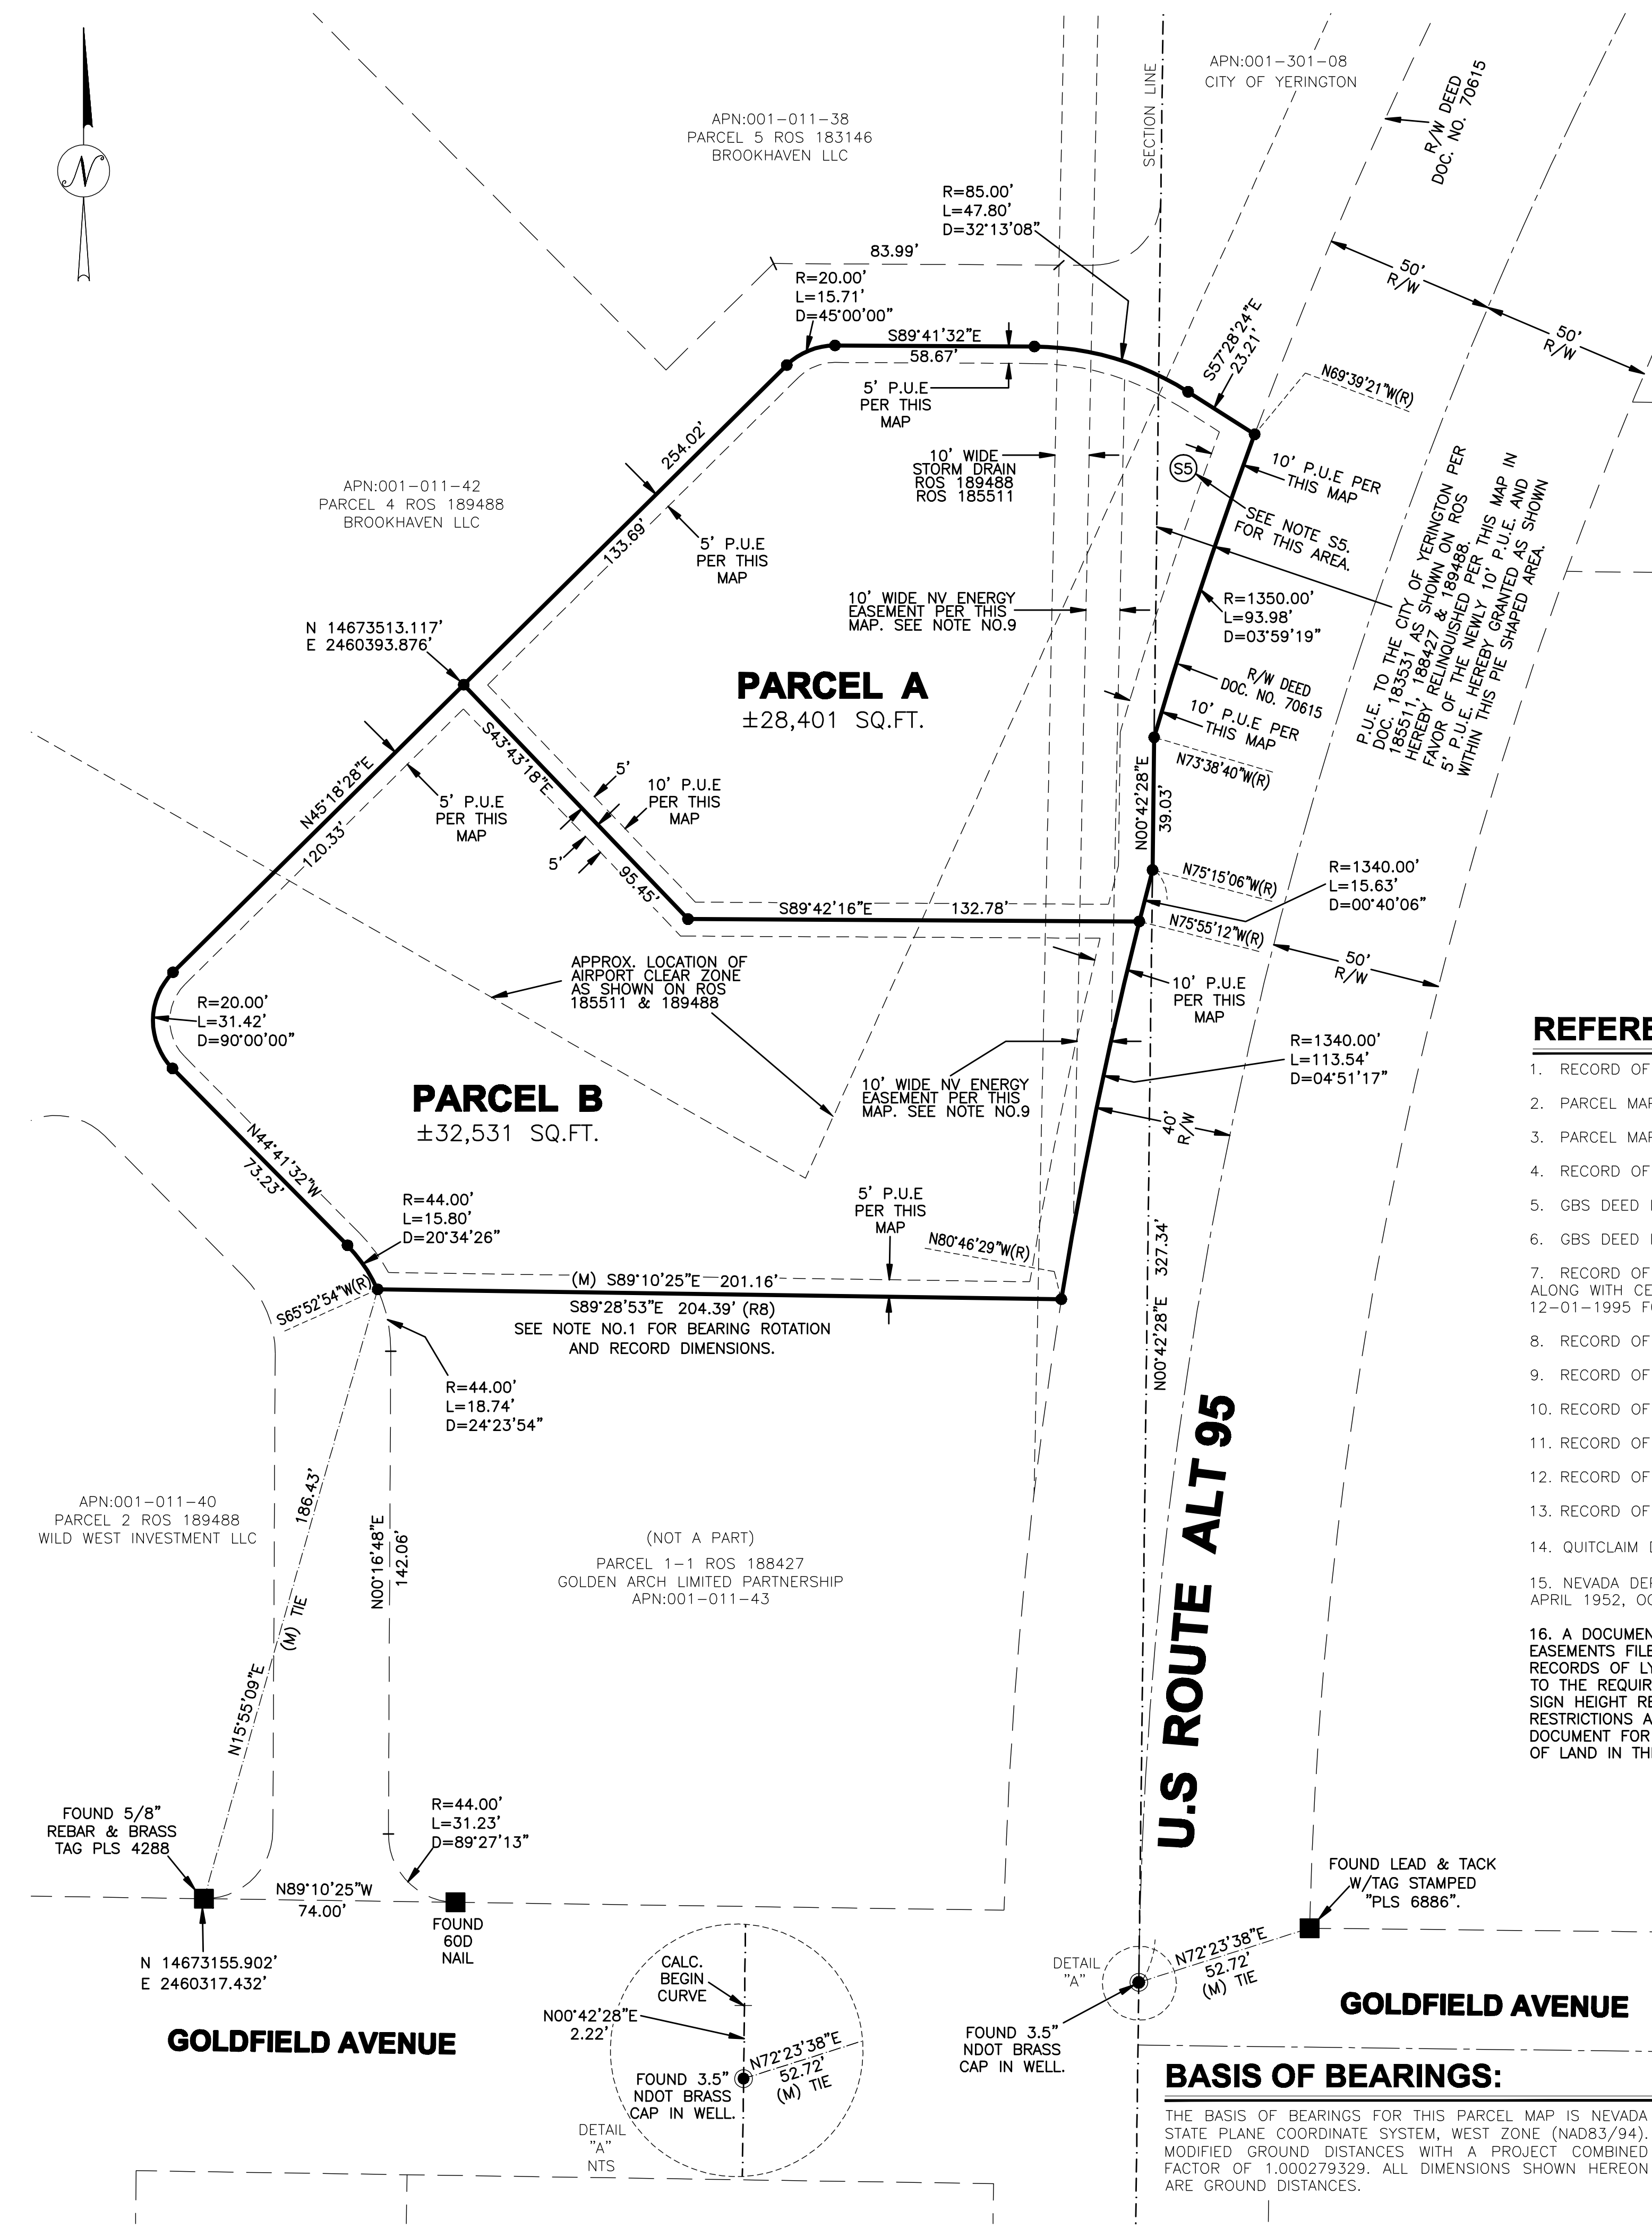 N
APN:001-011-38
PARCEL 5 ROS 183146
BROOKHAVEN LLC
SECTION LINE
APN:001-301-08
CITY OF YERINGTON
R/W DEED
DOC. NO. 70615
R=85.00'
L=47.80'
D=32°13'08"
83.99'
R=20.00'
L=15.71'
D=45°00'00"
50'
R/W
50'
R/W
S89°41'32"E
58.67'
S57°28'24"E
23.21'
N69°39'21"W(R)
5' P.U.E
PER THIS
MAP
254.02'
10' WIDE
STORM DRAIN
ROS 189488
ROS 185511
S5
10' P.U.E PER
THIS MAP
SEE NOTE S5.
FOR THIS AREA.
APN:001-011-42
PARCEL 4 ROS 189488
BROOKHAVEN LLC
133.69'
5' P.U.E
PER THIS
MAP
P.U.E. TO THE CITY OF YERINGTON PER
DOC. 183531 AS SHOWN ON ROS
185511, 188427 & 189488.
HEREBY RELINQUISHED PER THIS MAP IN
FAVOR OF THE NEWLY 10' P.U.E. AND
5' P.U.E. HEREBY GRANTED AS SHOWN
WITHIN THIS PIE SHAPED AREA.
10' WIDE NV ENERGY
EASEMENT PER THIS
MAP. SEE NOTE NO.9
R=1350.00'
L=93.98'
D=03°59'19"
N 14673513.117'
E 2460393.876'
PARCEL A
±28,401 SQ.FT.
R/W DEED
DOC. NO. 70615
10' P.U.E PER
THIS MAP
N73°38'40"W(R)
S43°43'18"E
5'
10' P.U.E
PER THIS
MAP
N45°18'28"E
120.33'
5' P.U.E
PER THIS
MAP
5'
95.45'
N00°42'28"E
39.03'
N75°15'06"W(R)
R=1340.00'
L=15.63'
D=00°40'06"
S89°42'16"E 132.78'
N75°55'12"W(R)
50'
R/W
APPROX. LOCATION OF
AIRPORT CLEAR ZONE
AS SHOWN ON ROS
185511 & 189488
10' P.U.E
PER THIS
MAP
R=20.00'
L=31.42'
D=90°00'00"
R=1340.00'
L=113.54'
D=04°51'17"
PARCEL B
±32,531 SQ.FT.
10' WIDE NV ENERGY
EASEMENT PER THIS
MAP. SEE NOTE NO.9
40'
R/W
N44°41'32"W
73.23'
R=44.00'
L=15.80'
D=20°34'26"
5' P.U.E
PER THIS
MAP
N80°46'29"W(R)
S65°52'54"W(R)
(M) S89°10'25"E 201.16'
S89°28'53"E 204.39' (R8)
SEE NOTE NO.1 FOR BEARING ROTATION
AND RECORD DIMENSIONS.
N00°42'28"E 327.34'
R=44.00'
L=18.74'
D=24°23'54"
APN:001-011-40
PARCEL 2 ROS 189488
WILD WEST INVESTMENT LLC
186.43'
(M) TIE
N15°55'09"E
N00°16'48"E
142.06'
(NOT A PART)
PARCEL 1-1 ROS 188427
GOLDEN ARCH LIMITED PARTNERSHIP
APN:001-011-43
U.S ROUTE ALT 95
FOUND 5/8"
REBAR & BRASS
TAG PLS 4288
R=44.00'
L=31.23'
D=89°27'13"
N89°10'25"W
74.00'
FOUND
60D
NAIL
N 14673155.902'
E 2460317.432'
GOLDFIELD AVENUE
CALC.
BEGIN
CURVE
N00°42'28"E
2.22'
N72°23'38"E
52.72'
(M) TIE
FOUND 3.5"
NDOT BRASS
CAP IN WELL.
DETAIL
"A"
NTS
DETAIL
"A"
FOUND 3.5"
NDOT BRASS
CAP IN WELL.
N72°23'38"E
52.72'
(M) TIE
FOUND LEAD & TACK
W/TAG STAMPED
"PLS 6886".
GOLDFIELD AVENUE
REFERE
1. RECORD OF
2. PARCEL MAP
3. PARCEL MAP
4. RECORD OF
5. GBS DEED
6. GBS DEED
7. RECORD OF
ALONG WITH CE
12-01-1995 FO
8. RECORD OF
9. RECORD OF
10. RECORD OF
11. RECORD OF
12. RECORD OF
13. RECORD OF
14. QUITCLAIM
15. NEVADA DEP
APRIL 1952, OC
16. A DOCUMEN
EASEMENTS FILE
RECORDS OF LY
TO THE REQUIR
SIGN HEIGHT RE
RESTRICTIONS A
DOCUMENT FOR
OF LAND IN THE
BASIS OF BEARINGS:
THE BASIS OF BEARINGS FOR THIS PARCEL MAP IS NEVADA
STATE PLANE COORDINATE SYSTEM, WEST ZONE (NAD83/94).
MODIFIED GROUND DISTANCES WITH A PROJECT COMBINED
FACTOR OF 1.000279329. ALL DIMENSIONS SHOWN HEREON
ARE GROUND DISTANCES.